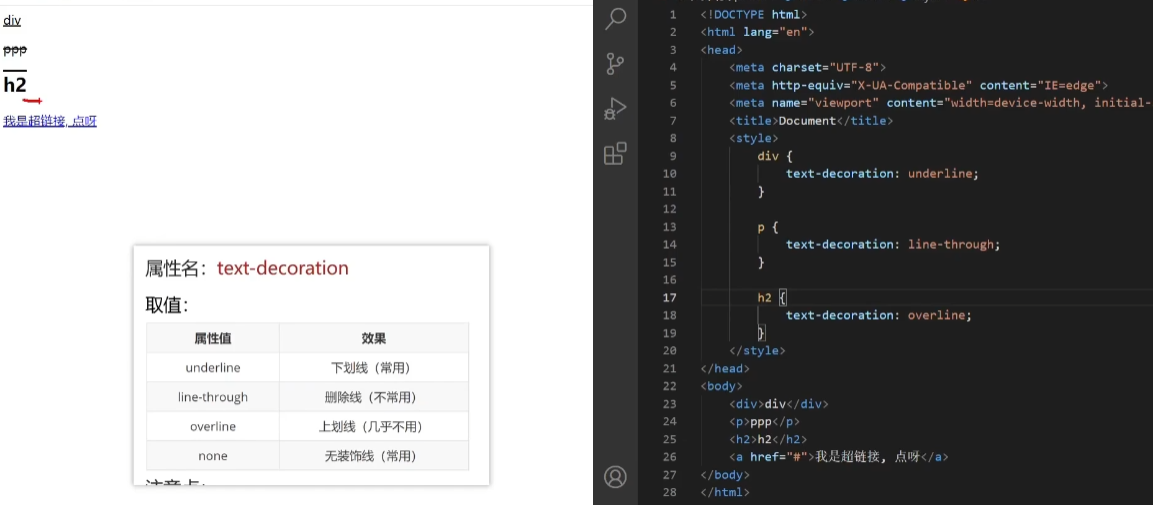 div
ppp
h2
我是超链接, 点呀
属性名：text-decoration
取值：
属性值 效果
underline 下划线（常用）
line-through 删除线（不常用）
overline 上划线（几乎不用）
none 无装饰线（常用）
1 <!DOCTYPE html>
2 <html lang="en">
3 <head>
4 <meta charset="UTF-8">
5 <meta http-equiv="X-UA-Compatible" content="IE=edge">
6 <meta name="viewport" content="width=device-width, initial-
7 <title>Document</title>
8 <style>
9 div {
10 text-decoration: underline;
11 }
12
13 p {
14 text-decoration: line-through;
15 }
16
17 h2 {
18 text-decoration: overline;
19 }
20 </style>
21 </head>
22 <body>
23 <div>div</div>
24 <p>ppp</p>
25 <h2>h2</h2>
26 <a href="#">我是超链接, 点呀</a>
27 </body>
28 </html>